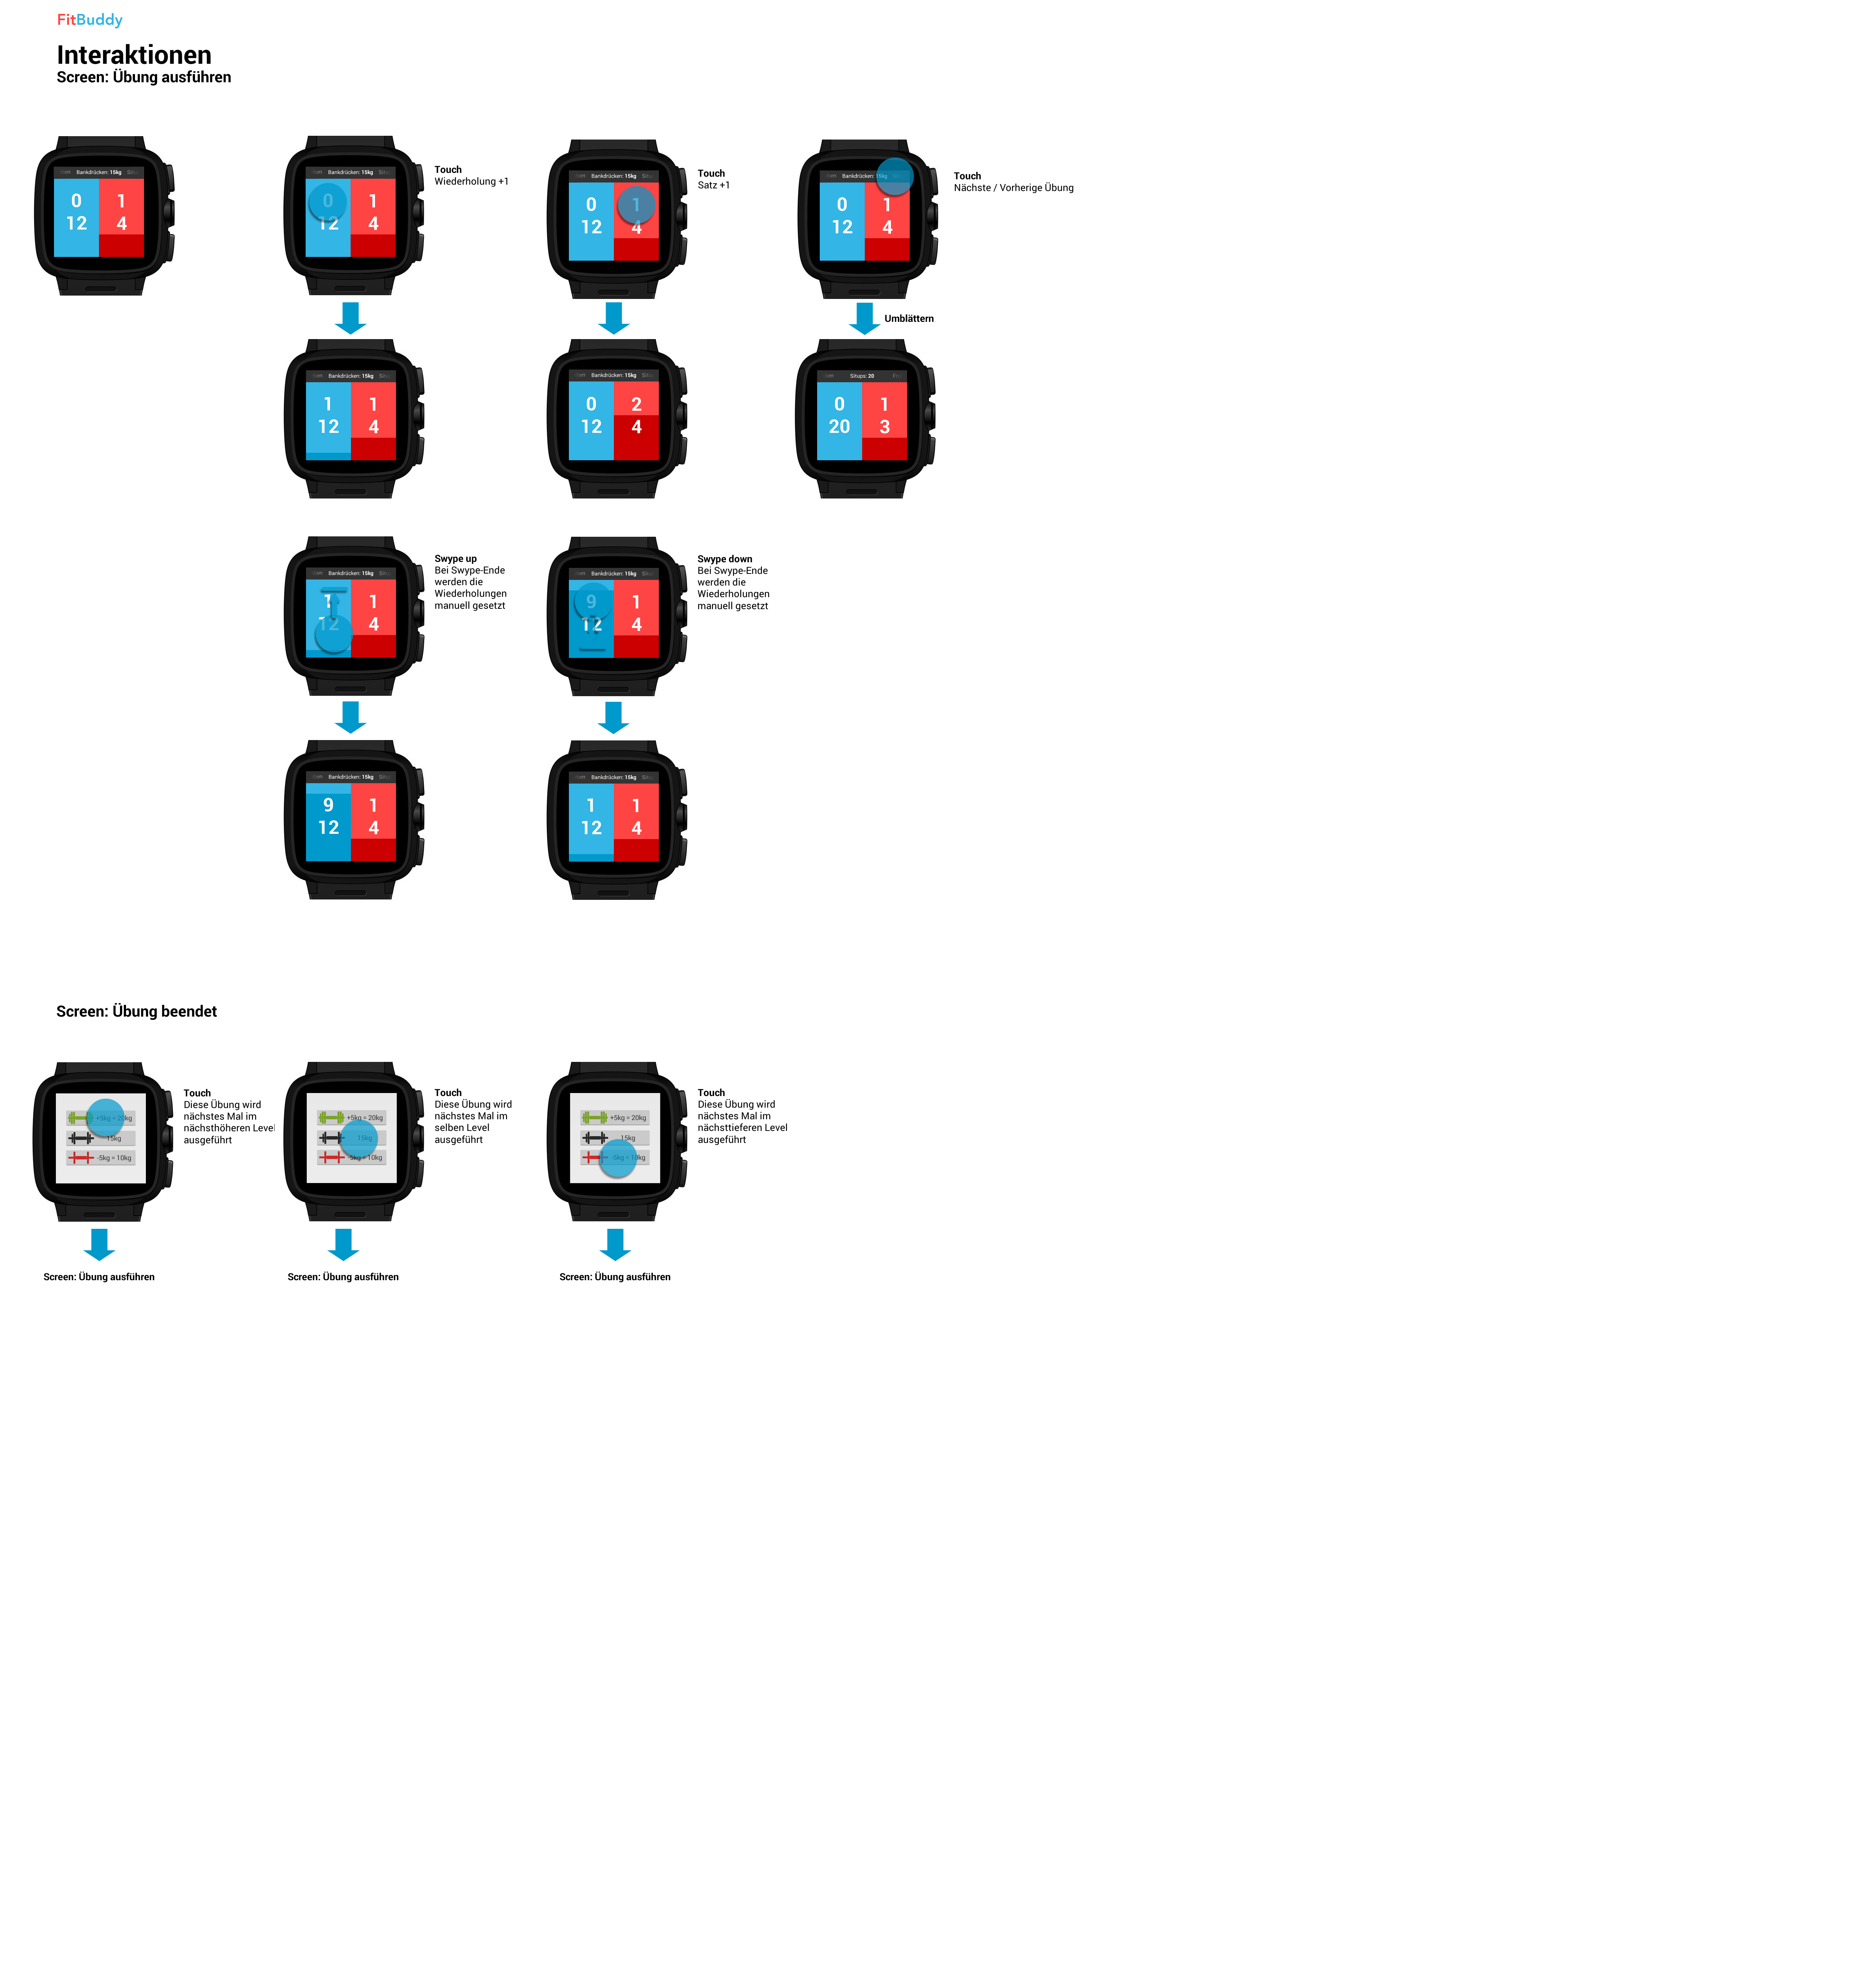 FitBuddy
Interaktionen
Screen: Übung ausführen
Bankdrücken: 15kg
0 1
12 4
Bankdrücken: 15kg
0 1
12 4
Touch
Wiederholung +1
Bankdrücken: 15kg
0 1
12 4
Touch
Satz +1
Bankdrücken: 15kg
0 1
12 4
Touch
Nächste / Vorherige Übung
Umblättern
Bankdrücken: 15kg
1 1
12 4
Bankdrücken: 15kg
0 2
12 4
Situps: 20
0 1
20 3
Bankdrücken: 15kg
1 1
12 4
Swype up
Bei Swype-Ende
werden die
Wiederholungen
manuell gesetzt
Bankdrücken: 15kg
9 1
12 4
Swype down
Bei Swype-Ende
werden die
Wiederholungen
manuell gesetzt
Bankdrücken: 15kg
9 1
12 4
Bankdrücken: 15kg
1 1
12 4
Screen: Übung beendet
+5kg = 20kg
15kg
-5kg = 10kg
Touch
Diese Übung wird
nächstes Mal im
nächsthöheren Level
ausgeführt
+5kg = 20kg
15kg
-5kg = 10kg
Touch
Diese Übung wird
nächstes Mal im
selben Level
ausgeführt
+5kg = 20kg
15kg
-5kg = 10kg
Touch
Diese Übung wird
nächstes Mal im
nächsttieferen Level
ausgeführt
Screen: Übung ausführen
Screen: Übung ausführen
Screen: Übung ausführen